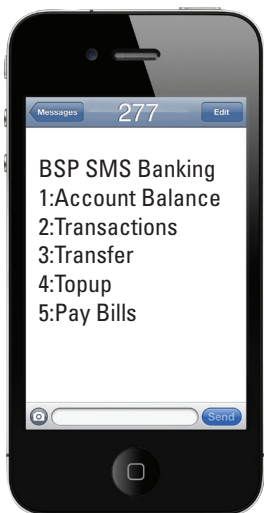 Messages
277
Edit
BSP SMS Banking
1:Account Balance
2:Transactions
3:Transfer
4:Topup
5:Pay Bills
Send